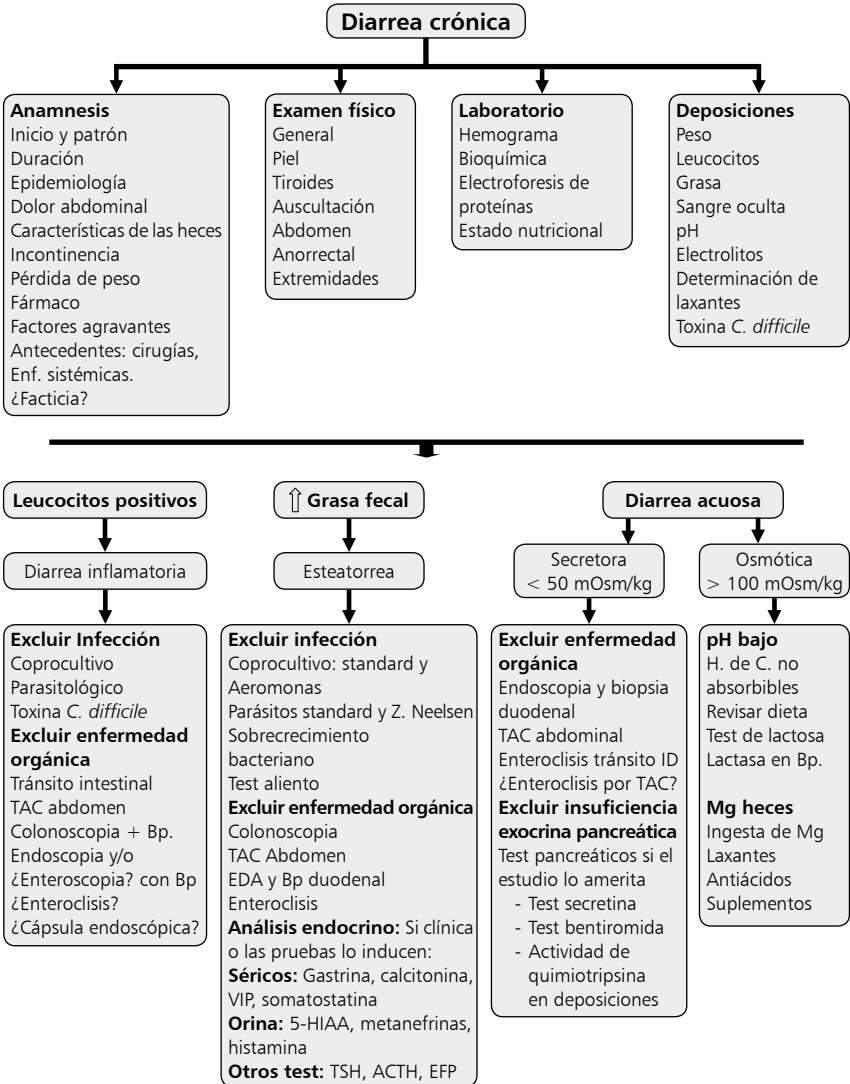 Diarrea crónica
Anamnesis
Inicio y patrón
Duración
Epidemiología
Dolor abdominal
Características de las heces
Incontinencia
Pérdida de peso
Fármaco
Factores agravantes
Antecedentes: cirugías,
Enf. sistémicas.
¿Facticia?
Examen físico
General
Piel
Tiroides
Auscultación
Abdomen
Anorrectal
Extremidades
Laboratorio
Hemograma
Bioquímica
Electroforesis de
proteínas
Estado nutricional
Deposiciones
Peso
Leucocitos
Grasa
Sangre oculta
pH
Electrolitos
Determinación de
laxantes
Toxina C. difficile
Leucocitos positivos
Diarrea inflamatoria
Excluir Infección
Coprocultivo
Parasitológico
Toxina C. difficile
Excluir enfermedad
orgánica
Tránsito intestinal
TAC abdomen
Colonoscopia + Bp.
Endoscopia y/o
¿Enteroscopia? con Bp
¿Enteroclisis?
¿Cápsula endoscópica?
⇧ Grasa fecal
Esteatorrea
Excluir infección
Coprocultivo: standard y
Aeromonas
Parásitos standard y Z. Neelsen
Sobrecrecimiento
bacteriano
Test aliento
Excluir enfermedad orgánica
Colonoscopia
TAC Abdomen
EDA y Bp duodenal
Enteroclisis
Análisis endocrino: Si clínica
o las pruebas lo inducen:
Séricos: Gastrina, calcitonina,
VIP, somatostatina
Orina: 5-HIAA, metanefrinas,
histamina
Otros test: TSH, ACTH, EFP
Diarrea acuosa
Secretora
< 50 mOsm/kg
Excluir enfermedad
orgánica
Endoscopia y biopsia
duodenal
TAC abdominal
Enteroclisis tránsito ID
¿Enteroclisis por TAC?
Excluir insuficiencia
exocrina pancreática
Test pancreáticos si el
estudio lo amerita
- Test secretina
- Test bentiromida
- Actividad de
quimiotripsina
en deposiciones
Osmótica
> 100 mOsm/kg
pH bajo
H. de C. no
absorbibles
Revisar dieta
Test de lactosa
Lactasa en Bp.
Mg heces
Ingesta de Mg
Laxantes
Antiácidos
Suplementos